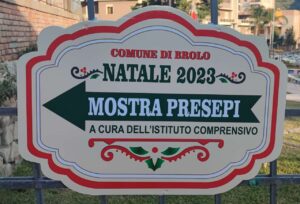 COMUNE DI BROLO
NATALE 2023
MOSTRA PRESEPI
A CURA DELL'ISTITUTO COMPRENSIVO